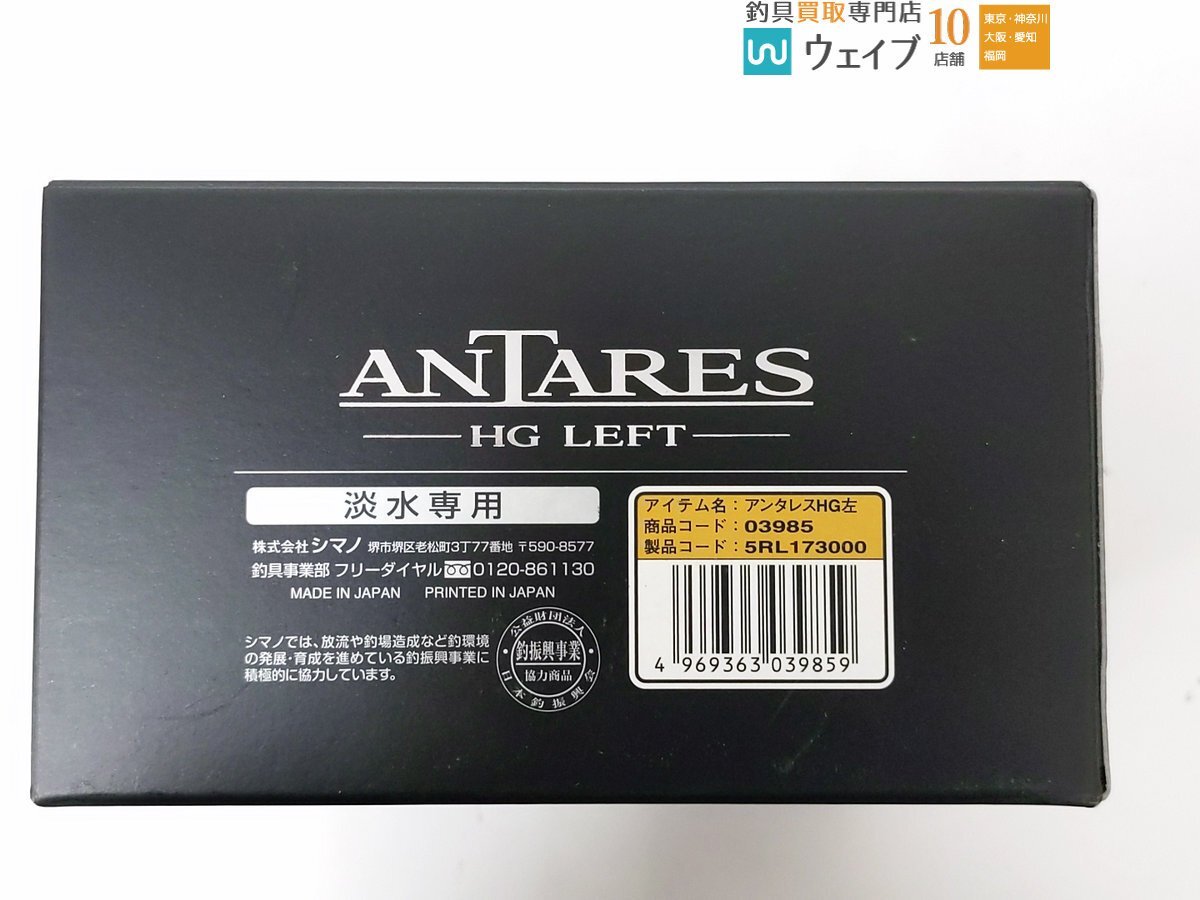 釣具買取専門店
ウェイブ
10
店舗
東京・神奈川
大阪・愛知
福岡
ANTARES
HG LEFT
淡水専用
株式会社シマノ 堺市堺区老松町3丁77番地 〒590-8577
釣具事業部 フリーダイヤル 0120-861130
MADE IN JAPAN PRINTED IN JAPAN
シマノでは、放流や釣場造成など釣環境
の発展・育成を進めている釣振興事業に
積極的に協力しています。
公益財団法人
釣振興事業
協力商品
日本釣振興会
アイテム名:アンタレスHG左
商品コード:03985
製品コード:5RL173000
4 969363 039859